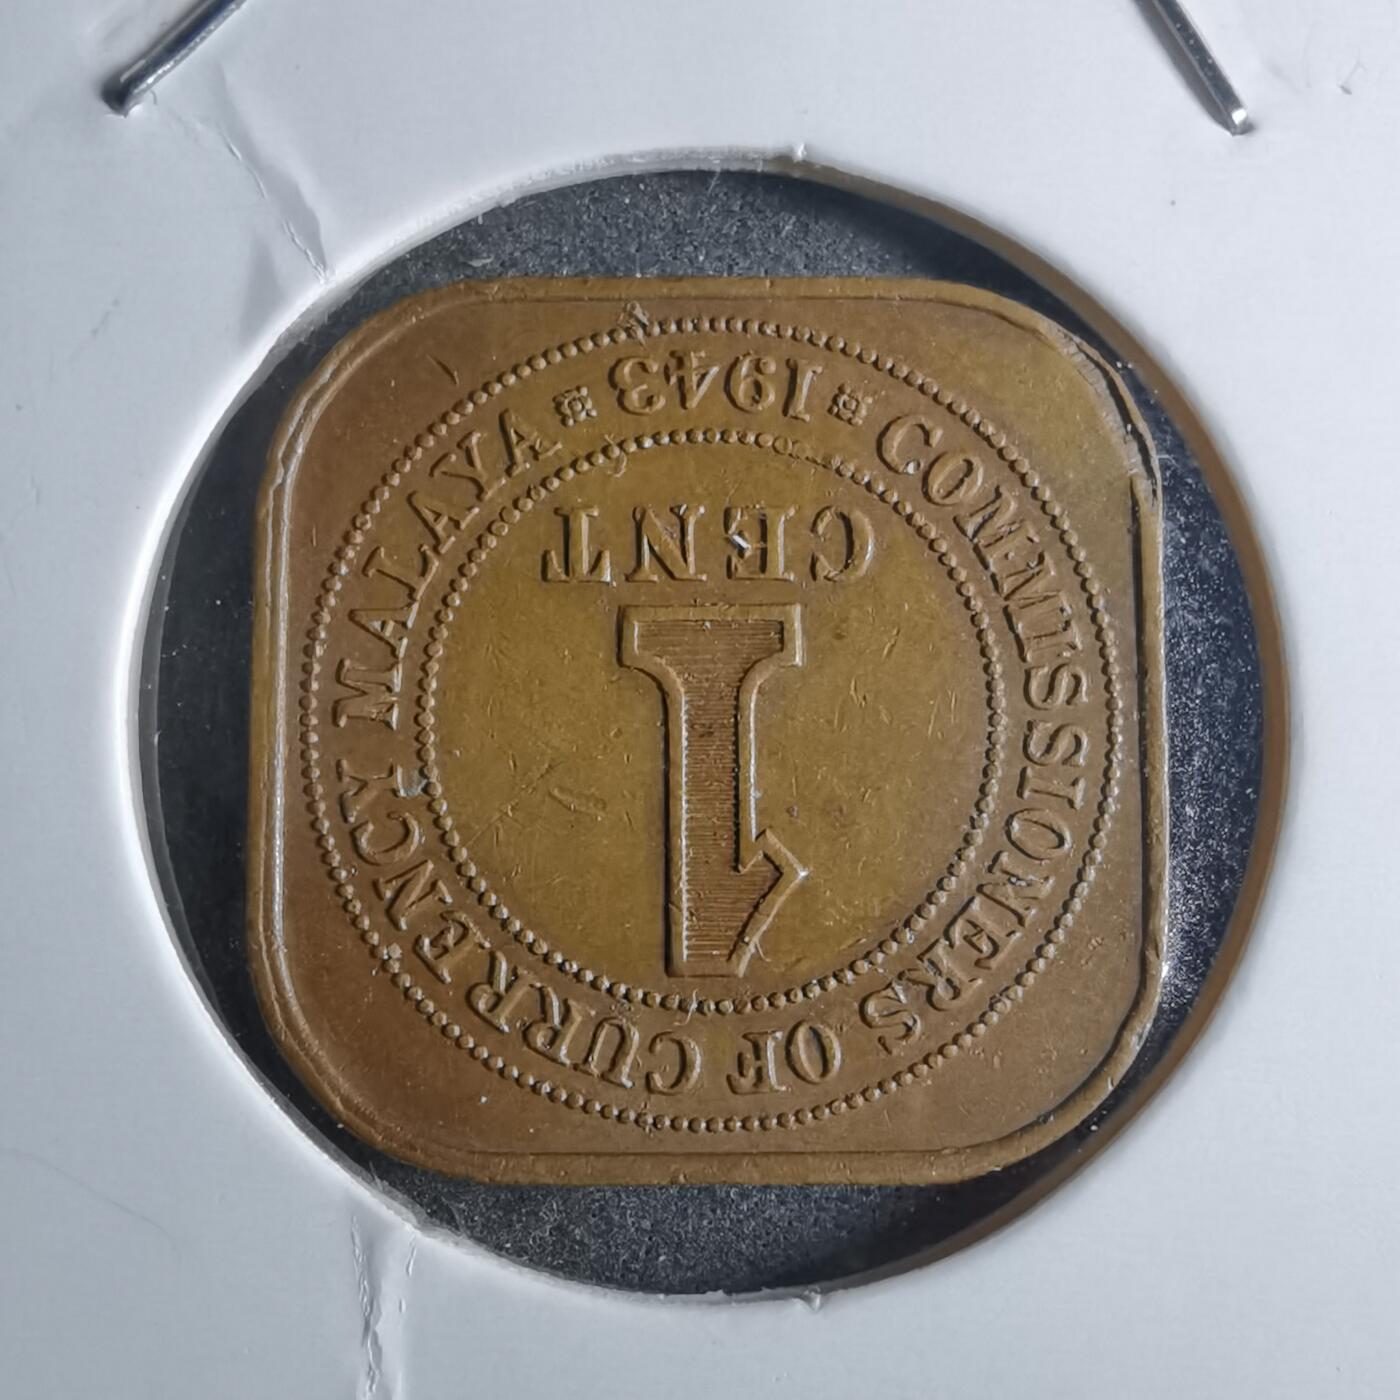 COMMISSIONERS OF CURRENCY MALAYA
1943
1
CENT